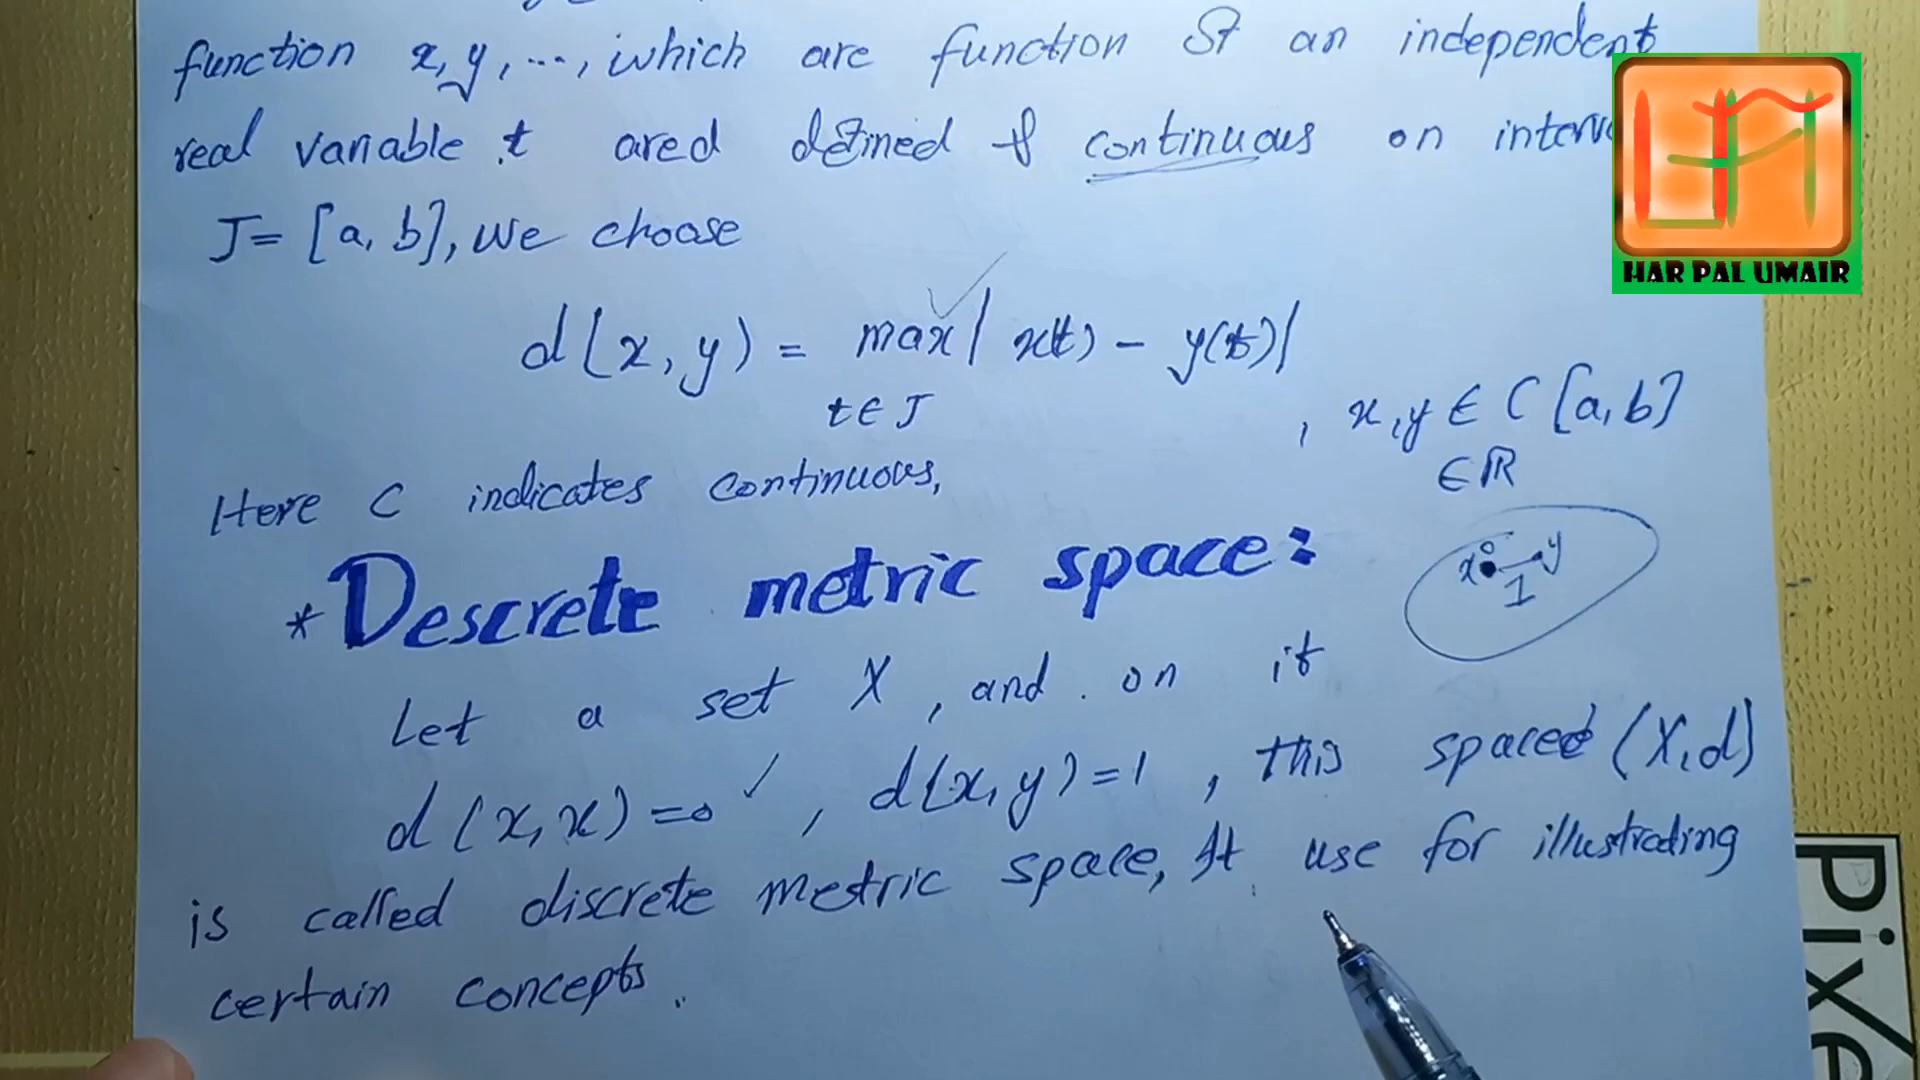 function x, y, ..., which are function of an independent
real variable t ared defined & continuous on interv
J = [a, b], we choose
d(x, y) = max | x(t) - y(t) |
t ∈ J
, x, y ∈ C [a, b]
∈ ℝ
Here C indicates continuous,
x 0 y
1
* Descrete metric space:
Let a set X, and on it
d(x, x) = 0, d(x, y) = 1, this spaced (X, d)
is called discrete metric space, It use for illustrating
certain concepts.
HAR PAL UMAIR
Pixe